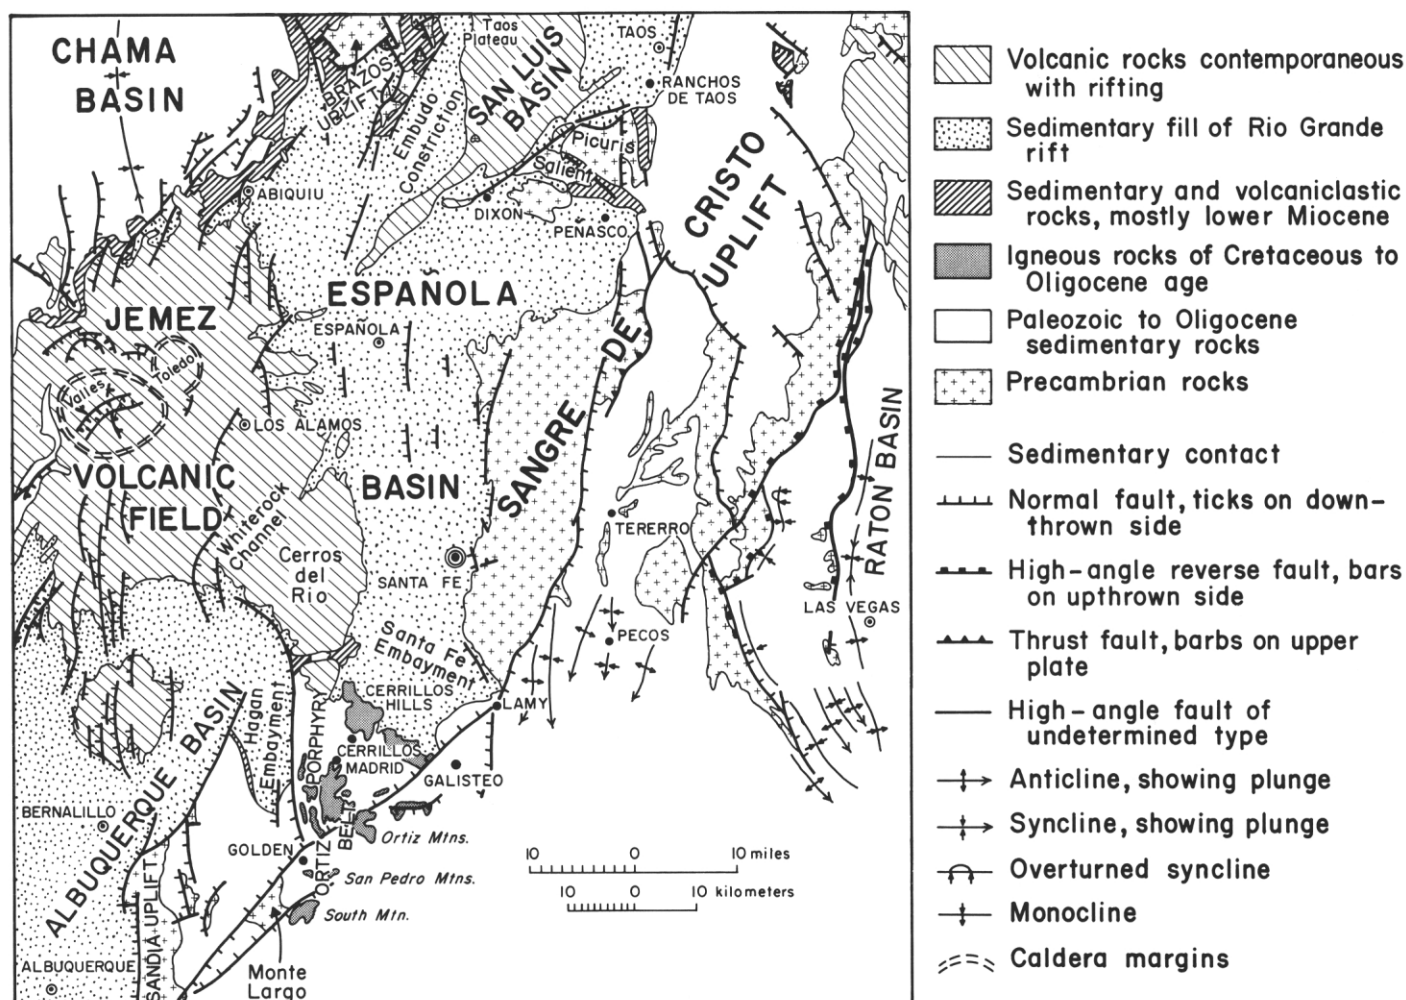 CHAMA
BASIN
BRAZOS
UPLIFT
Taos
Plateau
SAN LUIS
BASIN
TAOS
RANCHOS
DE TAOS
Embudo
Constriction
Picuris
Salient
ABIQUIU
DIXON
PEÑASCO
SANGRE DE
CRISTO
UPLIFT
ESPAÑOLA
BASIN
ESPAÑOLA
JEMEZ
VOLCANIC
FIELD
Toledo
Valles
LOS ALAMOS
Whiterock
Channel
Cerros
del
Rio
SANTA FE
TERERRO
RATON BASIN
LAS VEGAS
PECOS
Santa Fe
Embayment
LAMY
CERRILLOS
HILLS
CERRILLOS
MADRID
GALISTEO
ORTIZ PORPHYRY
BELT
Hagan
Embayment
ALBUQUERQUE BASIN
BERNALILLO
GOLDEN
Ortiz Mtns.
San Pedro Mtns.
South Mtn.
SANDIA UPLIFT
ALBUQUERQUE
Monte
Largo
10 0 10 miles
10 0 10 kilometers
Volcanic rocks contemporaneous
with rifting
Sedimentary fill of Rio Grande
rift
Sedimentary and volcaniclastic
rocks, mostly lower Miocene
Igneous rocks of Cretaceous to
Oligocene age
Paleozoic to Oligocene
sedimentary rocks
Precambrian rocks
Sedimentary contact
Normal fault, ticks on down-
thrown side
High-angle reverse fault, bars
on upthrown side
Thrust fault, barbs on upper
plate
High-angle fault of
undetermined type
Anticline, showing plunge
Syncline, showing plunge
Overturned syncline
Monocline
Caldera margins